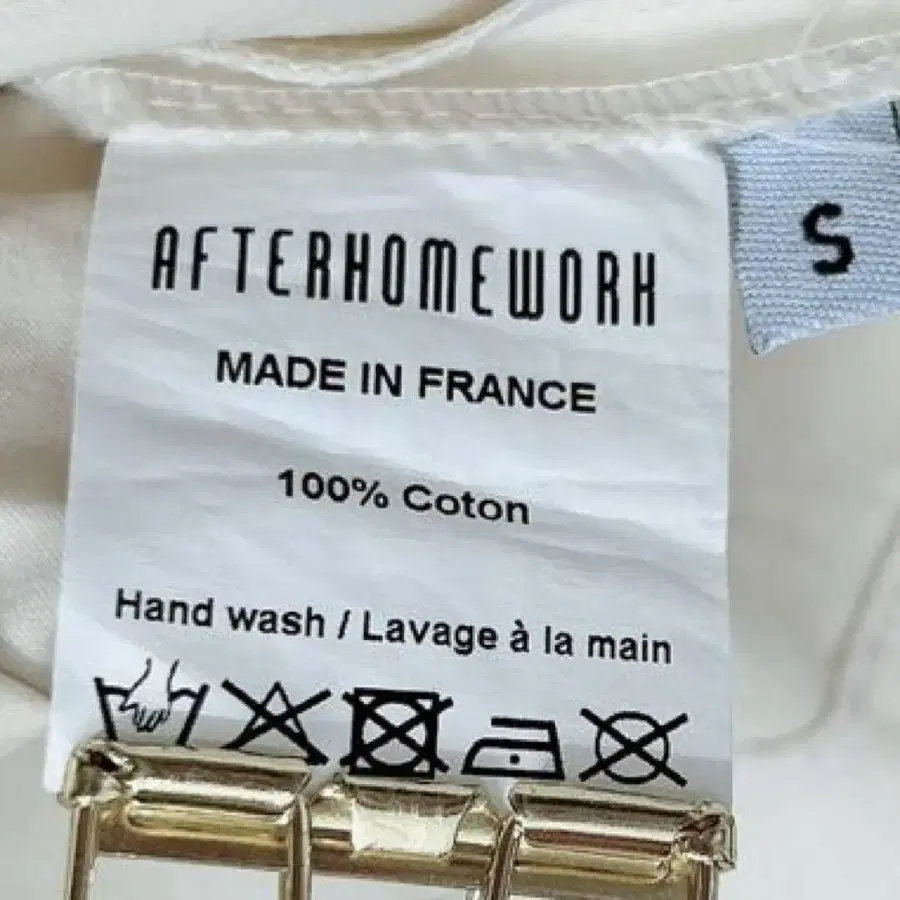 AFTERHOMEWORK
MADE IN FRANCE
100% Coton
Hand wash / Lavage à la main
S